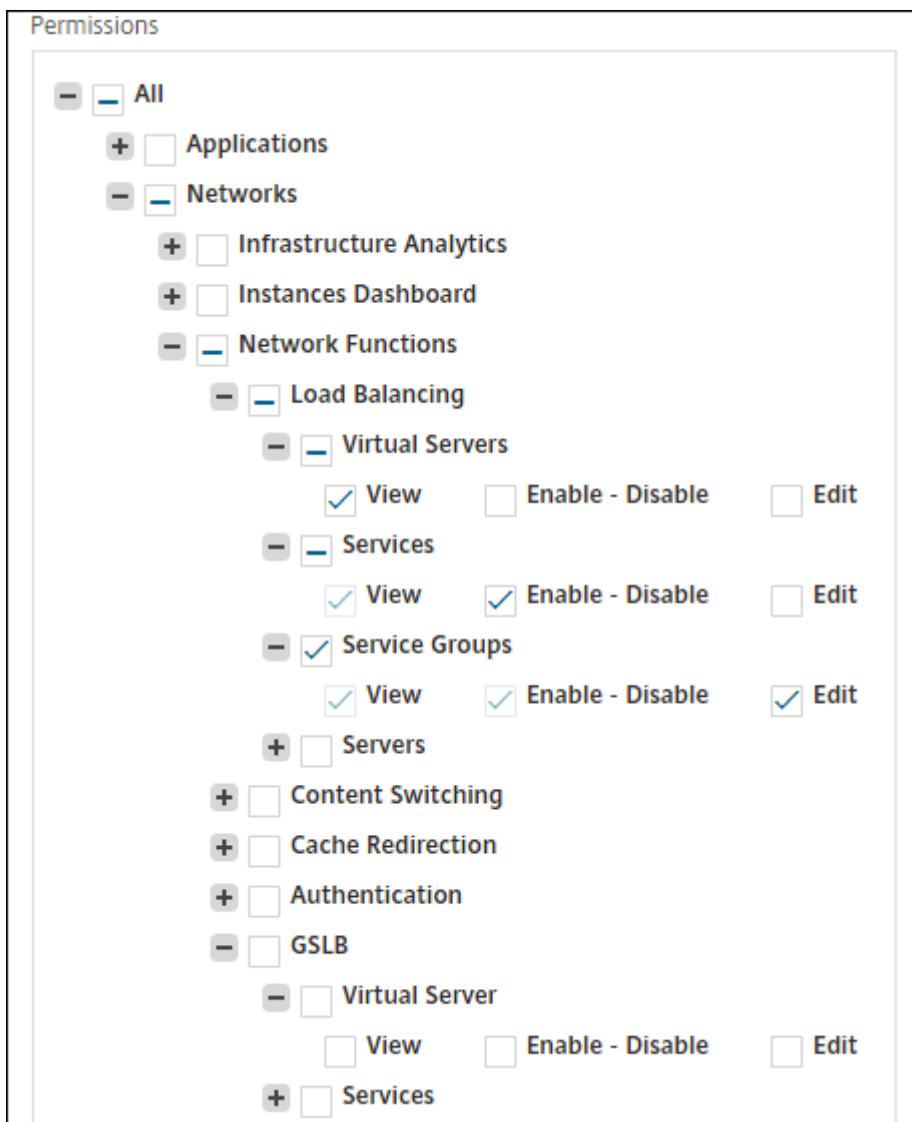 Permissions
All
Applications
Networks
Infrastructure Analytics
Instances Dashboard
Network Functions
Load Balancing
Virtual Servers
View Enable - Disable Edit
Services
View Enable - Disable Edit
Service Groups
View Enable - Disable Edit
Servers
Content Switching
Cache Redirection
Authentication
GSLB
Virtual Server
View Enable - Disable Edit
Services